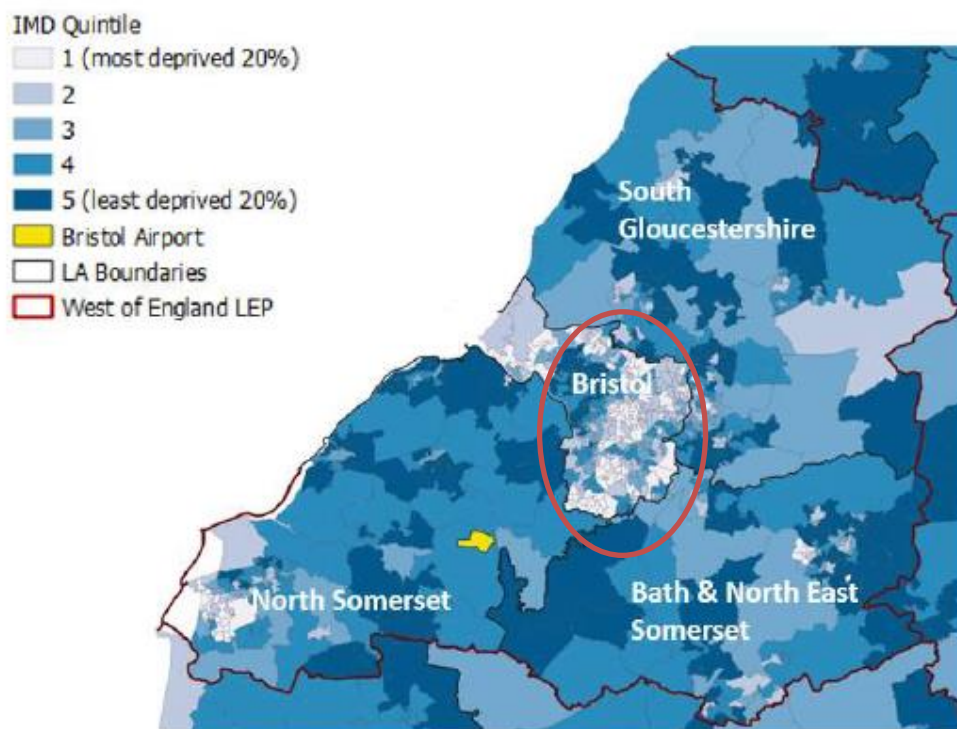 IMD Quintile
1 (most deprived 20%)
2
3
4
5 (least deprived 20%)
Bristol Airport
LA Boundaries
West of England LEP
South
Gloucestershire
Bristol
North Somerset
Bath & North East
Somerset